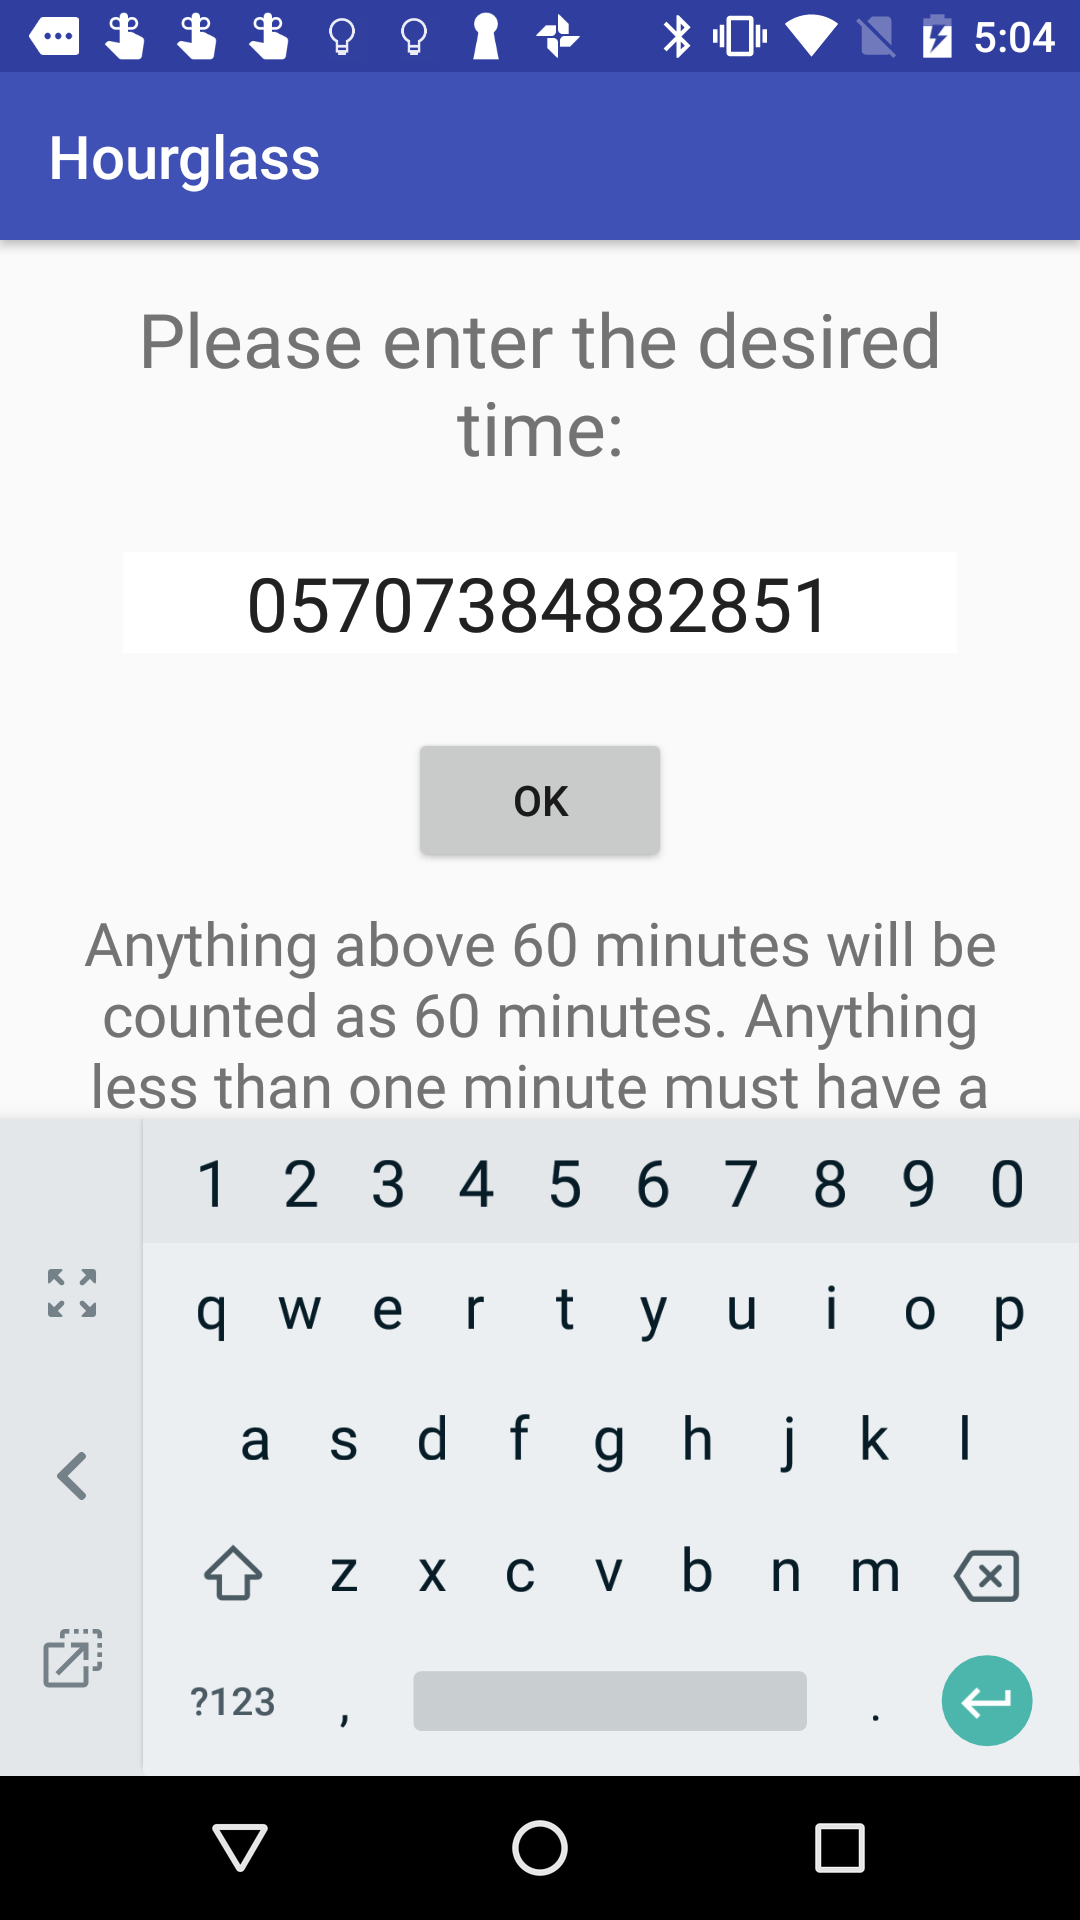 5:04
Hourglass
Please enter the desired
time:
05707384882851
OK
Anything above 60 minutes will be
counted as 60 minutes. Anything
less than one minute must have a
1 2 3 4 5 6 7 8 9 0
q w e r t y u i o p
a s d f g h j k l
z x c v b n m
?123 , .